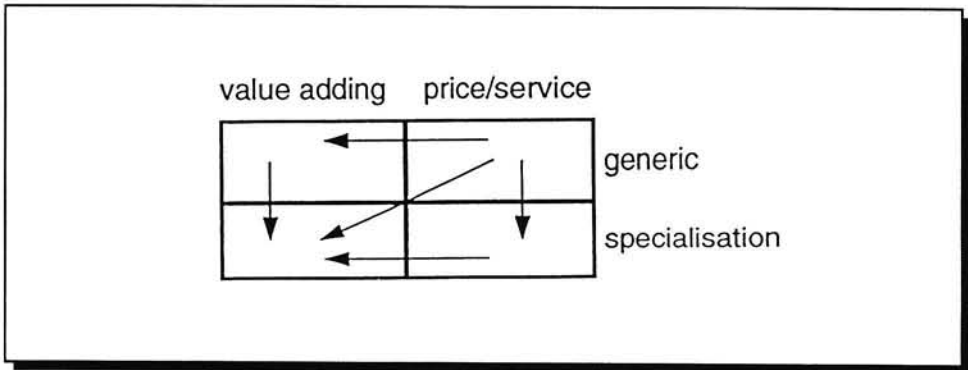 value adding price/service
generic
specialisation